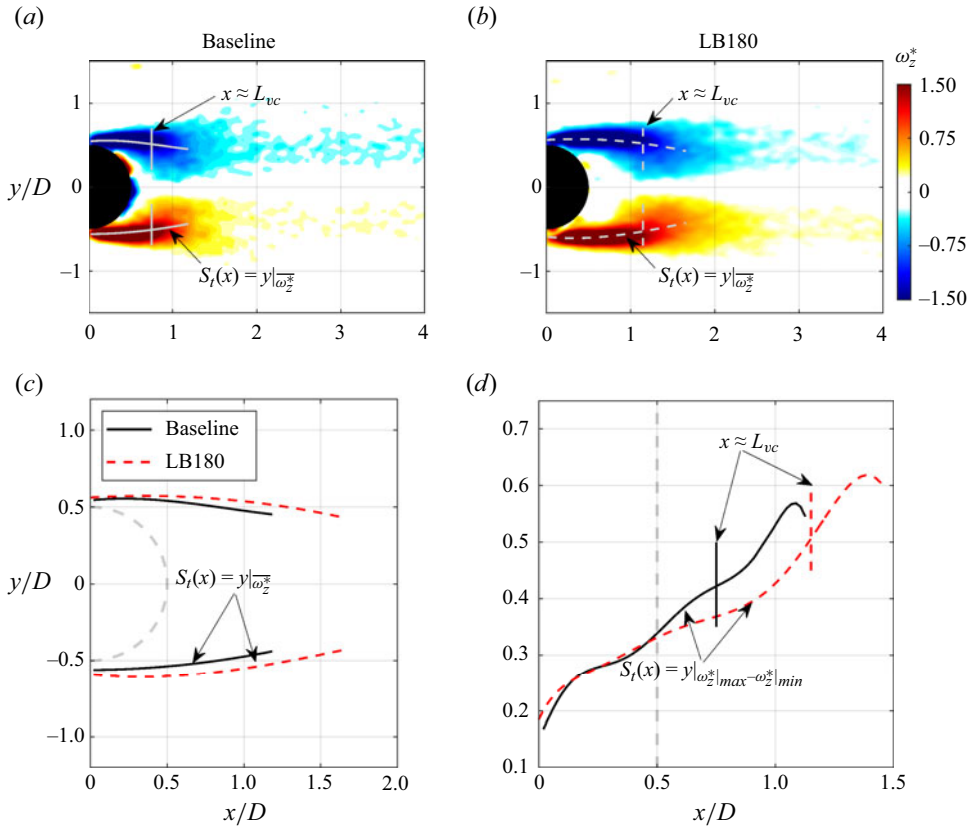 (a)
(b)
Baseline
LB180
ω*z
x ≈ Lvc
x ≈ Lvc
1
0
−1
y/D
1
0
−1
1.50
0.75
0
−0.75
−1.50
St(x) = y|ω*z
St(x) = y|ω*z
0 1 2 3 4
0 1 2 3 4
(c)
(d)
Baseline
LB180
1.0
0.5
0
−0.5
−1.0
y/D
St(x) = y|ω*z
0 0.5 1.0 1.5 2.0
x/D
0.7
0.6
0.5
0.4
0.3
0.2
0.1
x ≈ Lvc
St(x) = y|ω*z|max−ω*z|min
0 0.5 1.0 1.5
x/D